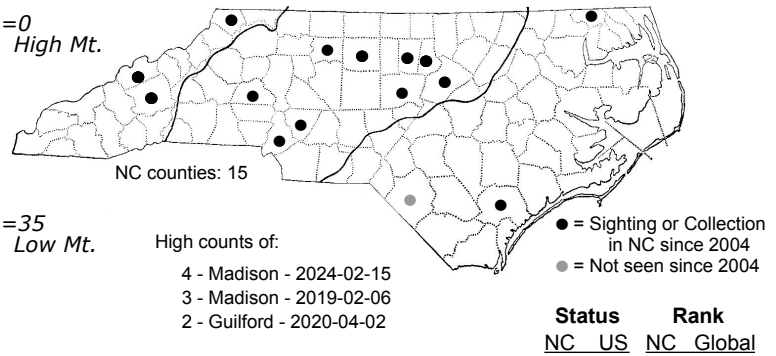 =0
High Mt.
NC counties: 15
=35
Low Mt.
High counts of:
4 - Madison - 2024-02-15
3 - Madison - 2019-02-06
2 - Guilford - 2020-04-02
= Sighting or Collection
in NC since 2004
= Not seen since 2004
Status Rank
NC US NC Global